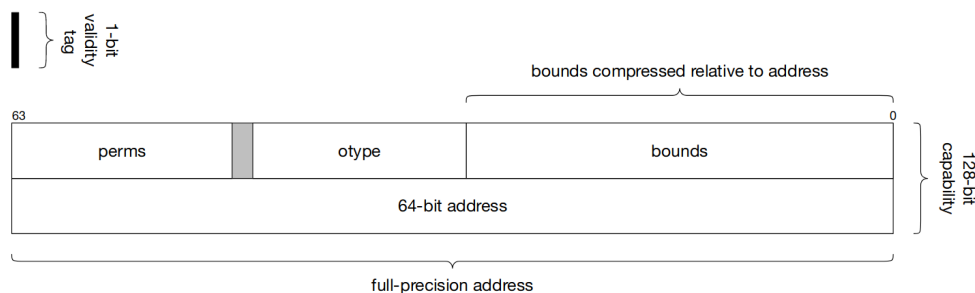 1-bit
validity
tag
bounds compressed relative to address
63
0
perms
otype
bounds
64-bit address
128-bit
capability
full-precision address